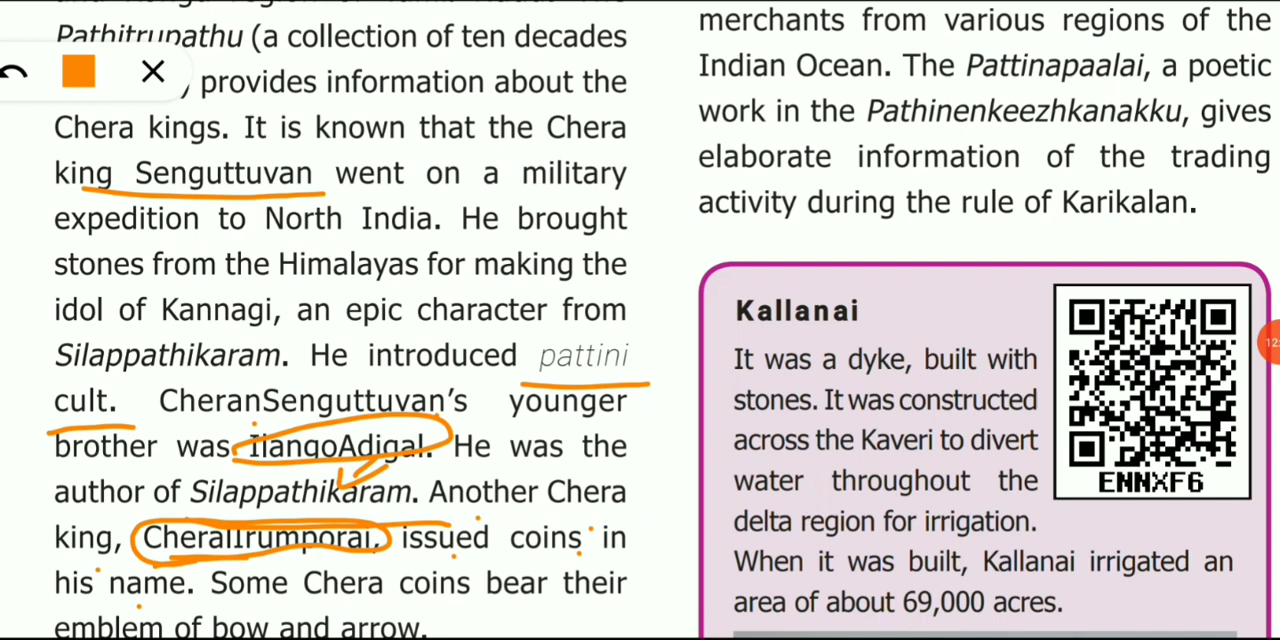 Pathitrupathu (a collection of ten decades
provides information about the
Chera kings. It is known that the Chera
king Senguttuvan went on a military
expedition to North India. He brought
stones from the Himalayas for making the
idol of Kannagi, an epic character from
Silappathikaram. He introduced pattini
cult. CheranSenguttuvan's younger
brother was IlangoAdigal. He was the
author of Silappathikaram. Another Chera
king, CheralIrumporai, issued coins in
his name. Some Chera coins bear their
emblem of bow and arrow.
merchants from various regions of the
Indian Ocean. The Pattinapaalai, a poetic
work in the Pathinenkeezhkanakku, gives
elaborate information of the trading
activity during the rule of Karikalan.
Kallanai
It was a dyke, built with
stones. It was constructed
across the Kaveri to divert
water throughout the
delta region for irrigation.
When it was built, Kallanai irrigated an
area of about 69,000 acres.
ENNXF6
12: